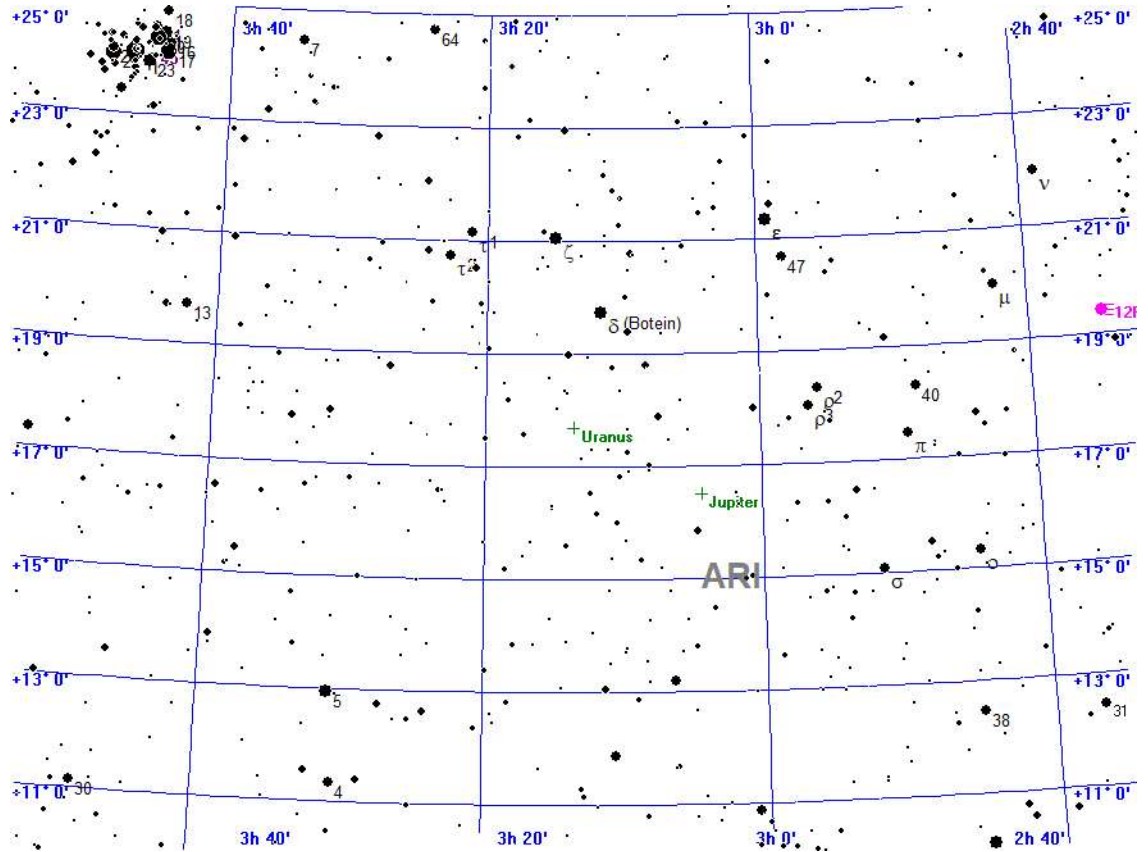 +25° 0' 18 3h 40' 7 64 3h 20' 3h 0' 2h 40' +25° 0'
17
23
+23° 0' +23° 0'
ν
+21° 0' τ1 ζ ε +21° 0'
τ2 47
13 δ (Botein) μ 12P
+19° 0' +19° 0'
ρ2 40
ρ3
Uranus π
+17° 0' +17° 0'
Jupiter
+15° 0' ARI σ ο +15° 0'
+13° 0' +13° 0'
5 38 31
30 4
+11° 0' +11° 0'
3h 40' 3h 20' 3h 0' 2h 40'